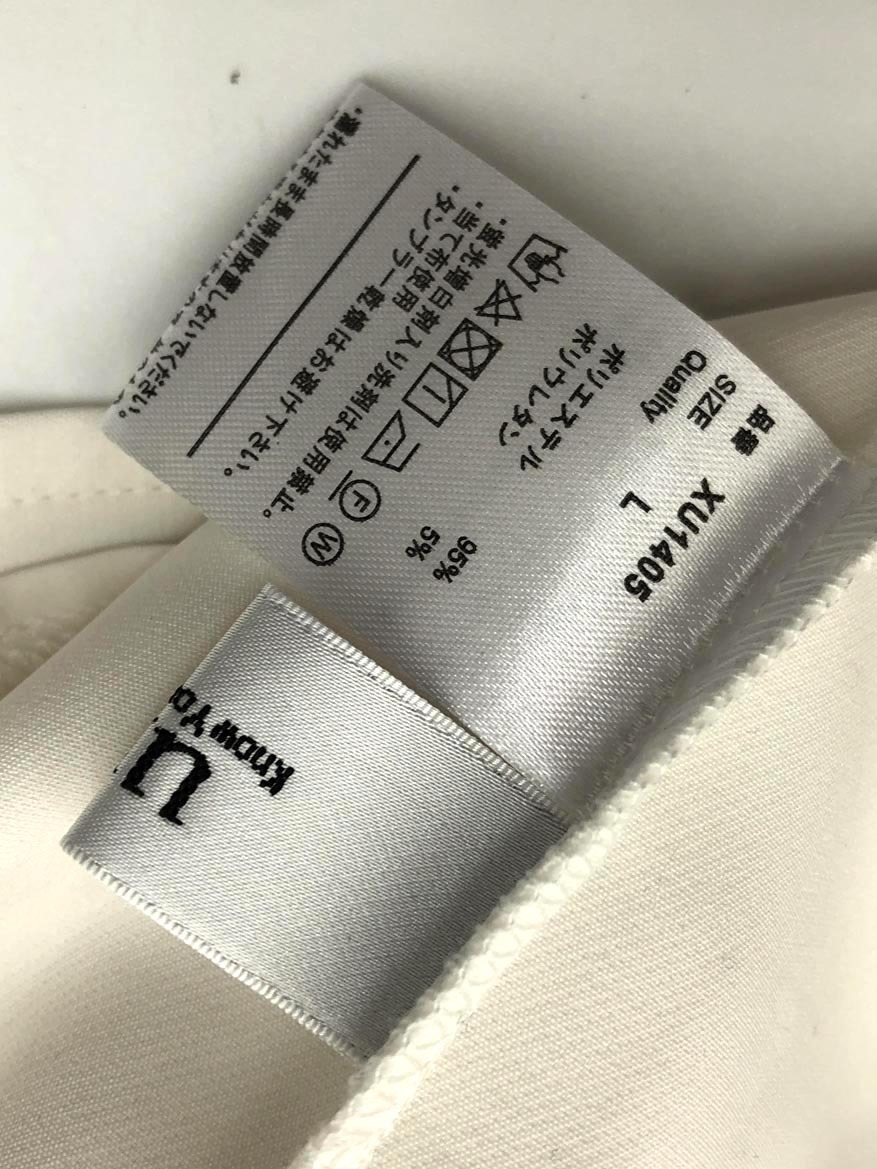 品番 XU1405
SIZE L
Quality
ポリエステル 95%
ポリウレタン 5%
F W
・蛍光増白剤入り洗剤は使用禁止。
・当て布使用
・タンブラー乾燥はお避け下さい。
・濡れたまま長時間放置しないでください。
Know Yo
u